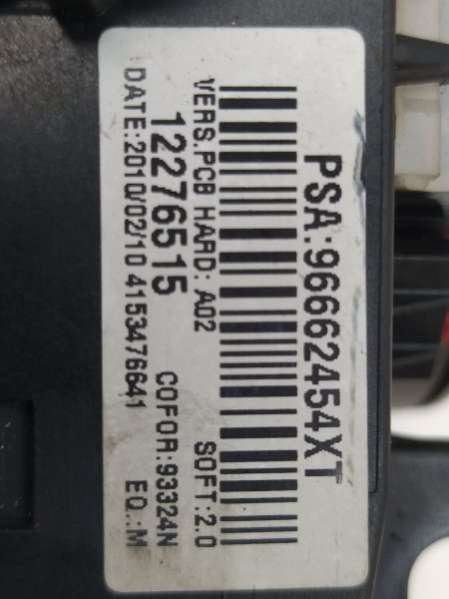 PSA:96662454XT
VERS.PCB HARD: A02 SOFT:2.0
12276515 COFOR:93324N
DATE:2010/02/10 4153476641 EQ.:M